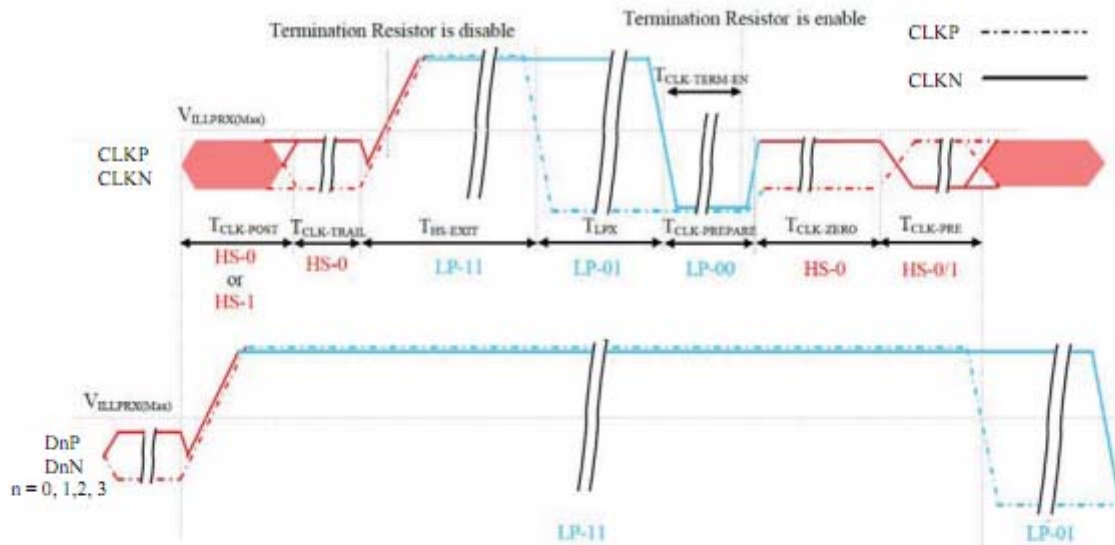 Termination Resistor is disable
Termination Resistor is enable
CLKP
CLKN
TCLK-TERM-EN
VILLPRX(Max)
CLKP
CLKN
TCLK-POST
TCLK-TRAIL
THS-EXIT
TLPX
TCLK-PREPARE
TCLK-ZERO
TCLK-PRE
HS-0
or
HS-1
HS-0
LP-11
LP-01
LP-00
HS-0
HS-0/1
VILLPRX(Max)
DnP
DnN
n = 0, 1,2, 3
LP-11
LP-01